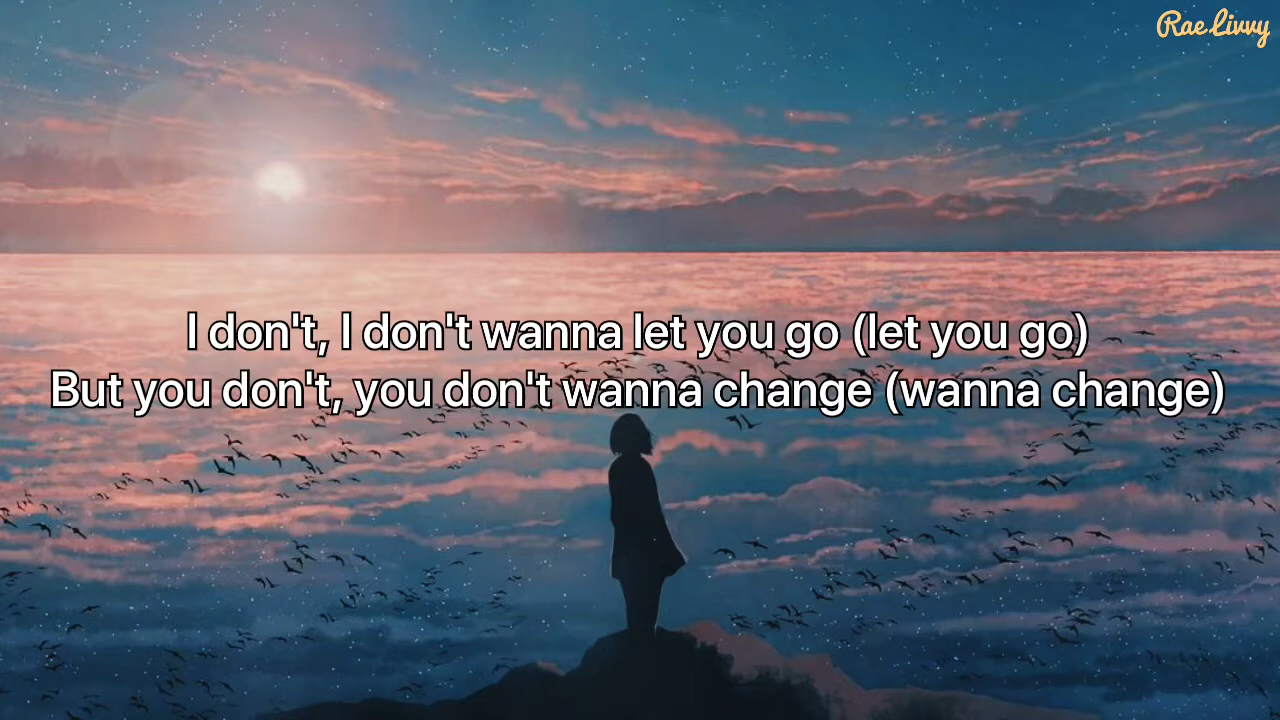 Rae Livvy
I don't, I don't wanna let you go (let you go)
But you don't, you don't wanna change (wanna change)